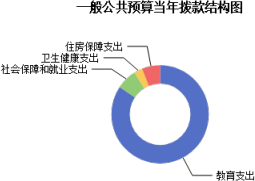 一般公共预算当年拨款结构图
住房保障支出
卫生健康支出
社会保障和就业支出
教育支出